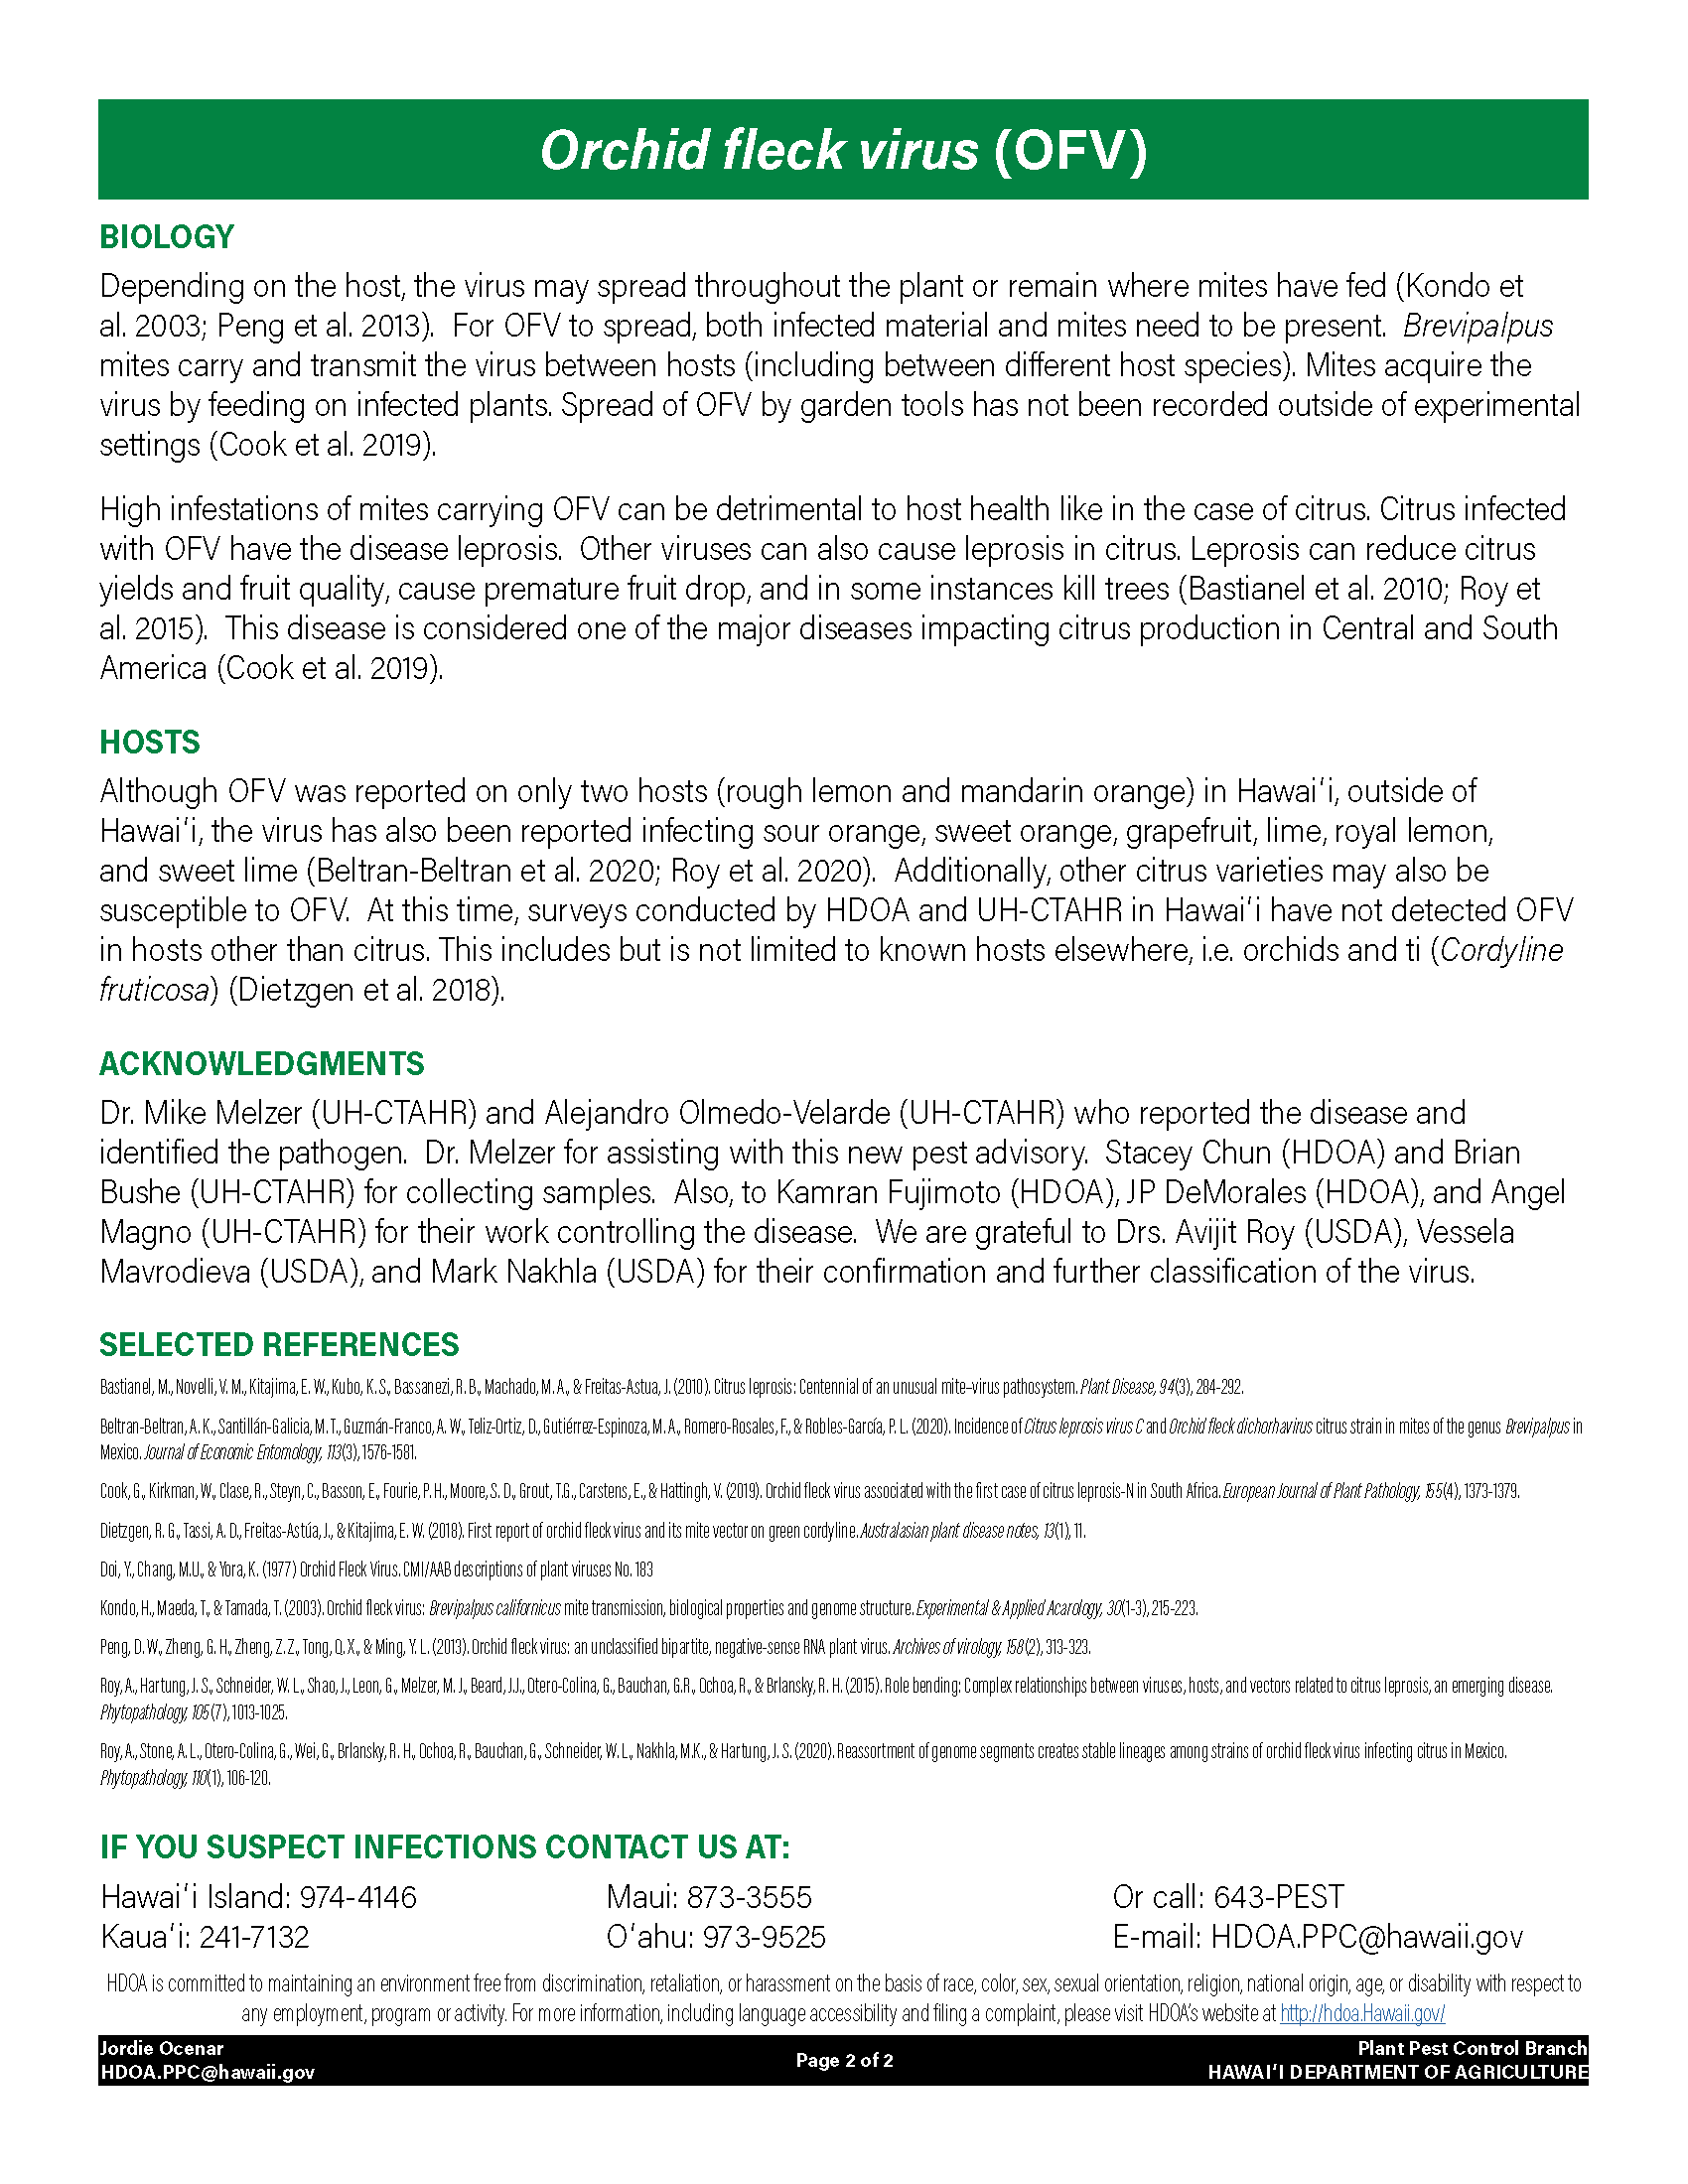 Orchid fleck virus (OFV)
BIOLOGY
Depending on the host, the virus may spread throughout the plant or remain where mites have fed (Kondo et
al. 2003; Peng et al. 2013).  For OFV to spread, both infected material and mites need to be present.  Brevipalpus
mites carry and transmit the virus between hosts (including between different host species). Mites acquire the
virus by feeding on infected plants. Spread of OFV by garden tools has not been recorded outside of experimental
settings (Cook et al. 2019).
High infestations of mites carrying OFV can be detrimental to host health like in the case of citrus. Citrus infected
with OFV have the disease leprosis.  Other viruses can also cause leprosis in citrus. Leprosis can reduce citrus
yields and fruit quality, cause premature fruit drop, and in some instances kill trees (Bastianel et al. 2010; Roy et
al. 2015).  This disease is considered one of the major diseases impacting citrus production in Central and South
America (Cook et al. 2019).
HOSTS
Although OFV was reported on only two hosts (rough lemon and mandarin orange) in Hawaiʻi, outside of
Hawaiʻi, the virus has also been reported infecting sour orange, sweet orange, grapefruit, lime, royal lemon,
and sweet lime (Beltran-Beltran et al. 2020; Roy et al. 2020).  Additionally, other citrus varieties may also be
susceptible to OFV.  At this time, surveys conducted by HDOA and UH-CTAHR in Hawaiʻi have not detected OFV
in hosts other than citrus. This includes but is not limited to known hosts elsewhere, i.e. orchids and ti (Cordyline
fruticosa) (Dietzgen et al. 2018).
ACKNOWLEDGMENTS
Dr. Mike Melzer (UH-CTAHR) and Alejandro Olmedo-Velarde (UH-CTAHR) who reported the disease and
identified the pathogen.  Dr. Melzer for assisting with this new pest advisory.  Stacey Chun (HDOA) and Brian
Bushe (UH-CTAHR) for collecting samples.  Also, to Kamran Fujimoto (HDOA), JP DeMorales (HDOA), and Angel
Magno (UH-CTAHR) for their work controlling the disease.  We are grateful to Drs. Avijit Roy (USDA), Vessela
Mavrodieva (USDA), and Mark Nakhla (USDA) for their confirmation and further classification of the virus.
SELECTED REFERENCES
Bastianel, M., Novelli, V. M., Kitajima, E. W., Kubo, K. S., Bassanezi, R. B., Machado, M. A., & Freitas-Astua, J. (2010). Citrus leprosis: Centennial of an unusual mite–virus pathosystem. Plant Disease, 94(3), 284-292.
Beltran-Beltran, A. K., Santillán-Galicia, M. T., Guzmán-Franco, A. W., Teliz-Ortiz, D., Gutiérrez-Espinoza, M. A., Romero-Rosales, F., & Robles-García, P. L. (2020). Incidence of Citrus leprosis virus C and Orchid fleck dichorhavirus citrus strain in mites of the genus Brevipalpus in
Mexico. Journal of Economic Entomology, 113(3), 1576-1581.
Cook, G., Kirkman, W., Clase, R., Steyn, C., Basson, E., Fourie, P. H., Moore, S. D., Grout, T.G., Carstens, E., & Hattingh, V. (2019). Orchid fleck virus associated with the first case of citrus leprosis-N in South Africa. European Journal of Plant Pathology, 155(4), 1373-1379.
Dietzgen, R. G., Tassi, A. D., Freitas-Astúa, J., & Kitajima, E. W. (2018). First report of orchid fleck virus and its mite vector on green cordyline. Australasian plant disease notes, 13(1), 11.
Doi, Y., Chang, M.U., & Yora, K. (1977) Orchid Fleck Virus. CMI/AAB descriptions of plant viruses No. 183
Kondo, H., Maeda, T., & Tamada, T. (2003). Orchid fleck virus: Brevipalpus californicus mite transmission, biological properties and genome structure. Experimental & Applied Acarology, 30(1-3), 215-223.
Peng, D. W., Zheng, G. H., Zheng, Z. Z., Tong, Q. X., & Ming, Y. L. (2013). Orchid fleck virus: an unclassified bipartite, negative-sense RNA plant virus. Archives of virology, 158(2), 313-323.
Roy, A., Hartung, J. S., Schneider, W. L., Shao, J., Leon, G., Melzer, M. J., Beard, J.J., Otero-Colina, G., Bauchan, G.R., Ochoa, R., & Brlansky, R. H. (2015). Role bending: Complex relationships between viruses, hosts, and vectors related to citrus leprosis, an emerging disease.
Phytopathology, 105(7), 1013-1025.
Roy, A., Stone, A. L., Otero-Colina, G., Wei, G., Brlansky, R. H., Ochoa, R., Bauchan, G., Schneider, W. L., Nakhla, M.K., & Hartung, J. S. (2020). Reassortment of genome segments creates stable lineages among strains of orchid fleck virus infecting citrus in Mexico.
Phytopathology, 110(1), 106-120.
IF YOU SUSPECT INFECTIONS CONTACT US AT:
Hawaiʻi Island: 974-4146
Kauaʻi: 241-7132
Maui: 873-3555
Oʻahu: 973-9525
Or call: 643-PEST
E-mail: HDOA.PPC@hawaii.gov
HDOA is committed to maintaining an environment free from discrimination, retaliation, or harassment on the basis of race, color, sex, sexual orientation, religion, national origin, age, or disability with respect to
any employment, program or activity. For more information, including language accessibility and filing a complaint, please visit HDOA's website at http://hdoa.Hawaii.gov/
Jordie Ocenar
HDOA.PPC@hawaii.gov
Page 2 of 2
Plant Pest Control Branch
HAWAIʻI DEPARTMENT OF AGRICULTURE